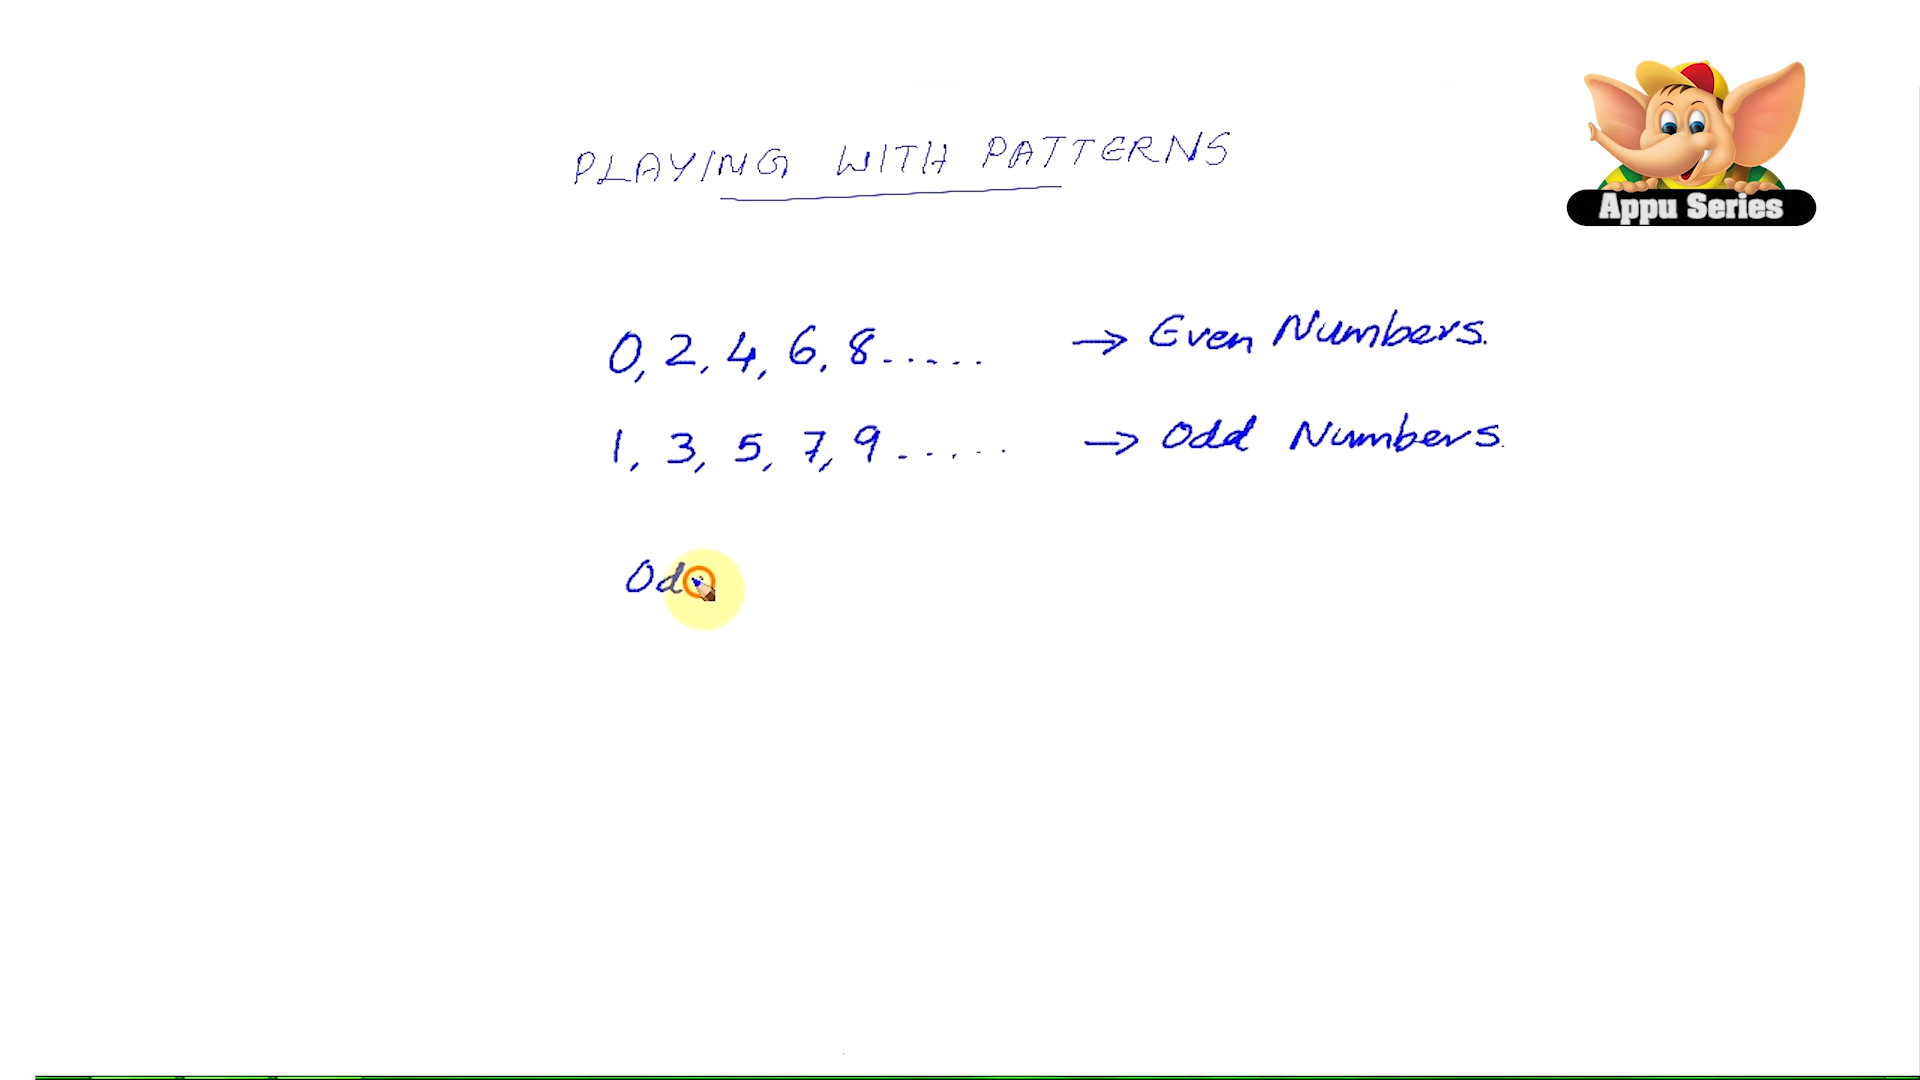 PLAYING WITH PATTERNS
Appu Series
0, 2, 4, 6, 8..... → Even Numbers.
1, 3, 5, 7, 9..... → Odd Numbers.
Od